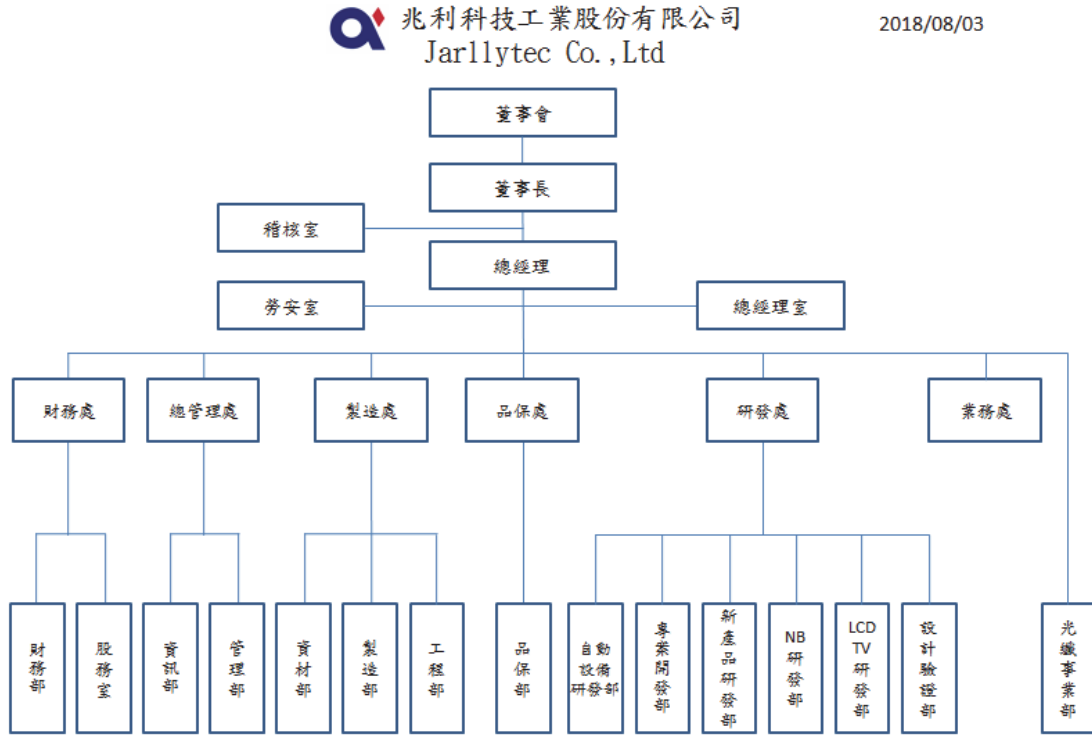 兆利科技工業股份有限公司
2018/08/03
Jarllytec Co.,Ltd
董事會
董事長
稽核室
總經理
勞安室
總經理室
財務處
總管理處
製造處
品保處
研發處
業務處
財務部
股務室
資訊部
管理部
資材部
製造部
工程部
品保部
自動
設備
研發部
專案開發部
新產品研發部
NB
研發部
LCD
TV
研發部
設計驗證部
光纖事業部